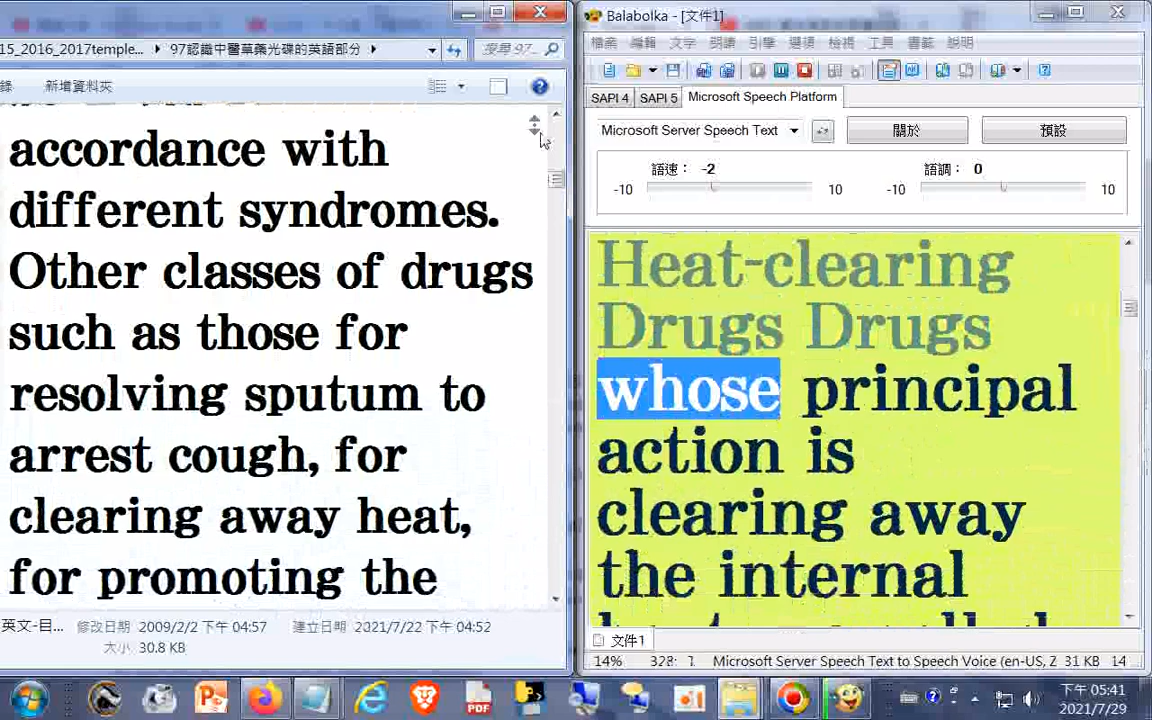 15_2016_2017temple...
97認識中醫草藥光碟的英語部分
搜尋 97...
錄
新增資料夾
accordance with
different syndromes.
Other classes of drugs
such as those for
resolving sputum to
arrest cough, for
clearing away heat,
for promoting the
英文-目...
修改日期 2009/2/2 下午 04:57
建立日期 2021/7/22 下午 04:52
大小 30.8 KB
Balabolka - [文件1]
檔案 編輯 文字 朗讀 引擎 選項 檢視 工具 書籤 說明
SAPI 4
SAPI 5
Microsoft Speech Platform
Microsoft Server Speech Text
關於
預設
語速： -2
語調： 0
-10
10
-10
10
Heat-clearing
Drugs Drugs
whose principal
action is
clearing away
the internal
文件1
14%
328: 1
Microsoft Server Speech Text to Speech Voice (en-US, Z
31 KB
14
PDF
下午 05:41
2021/7/29